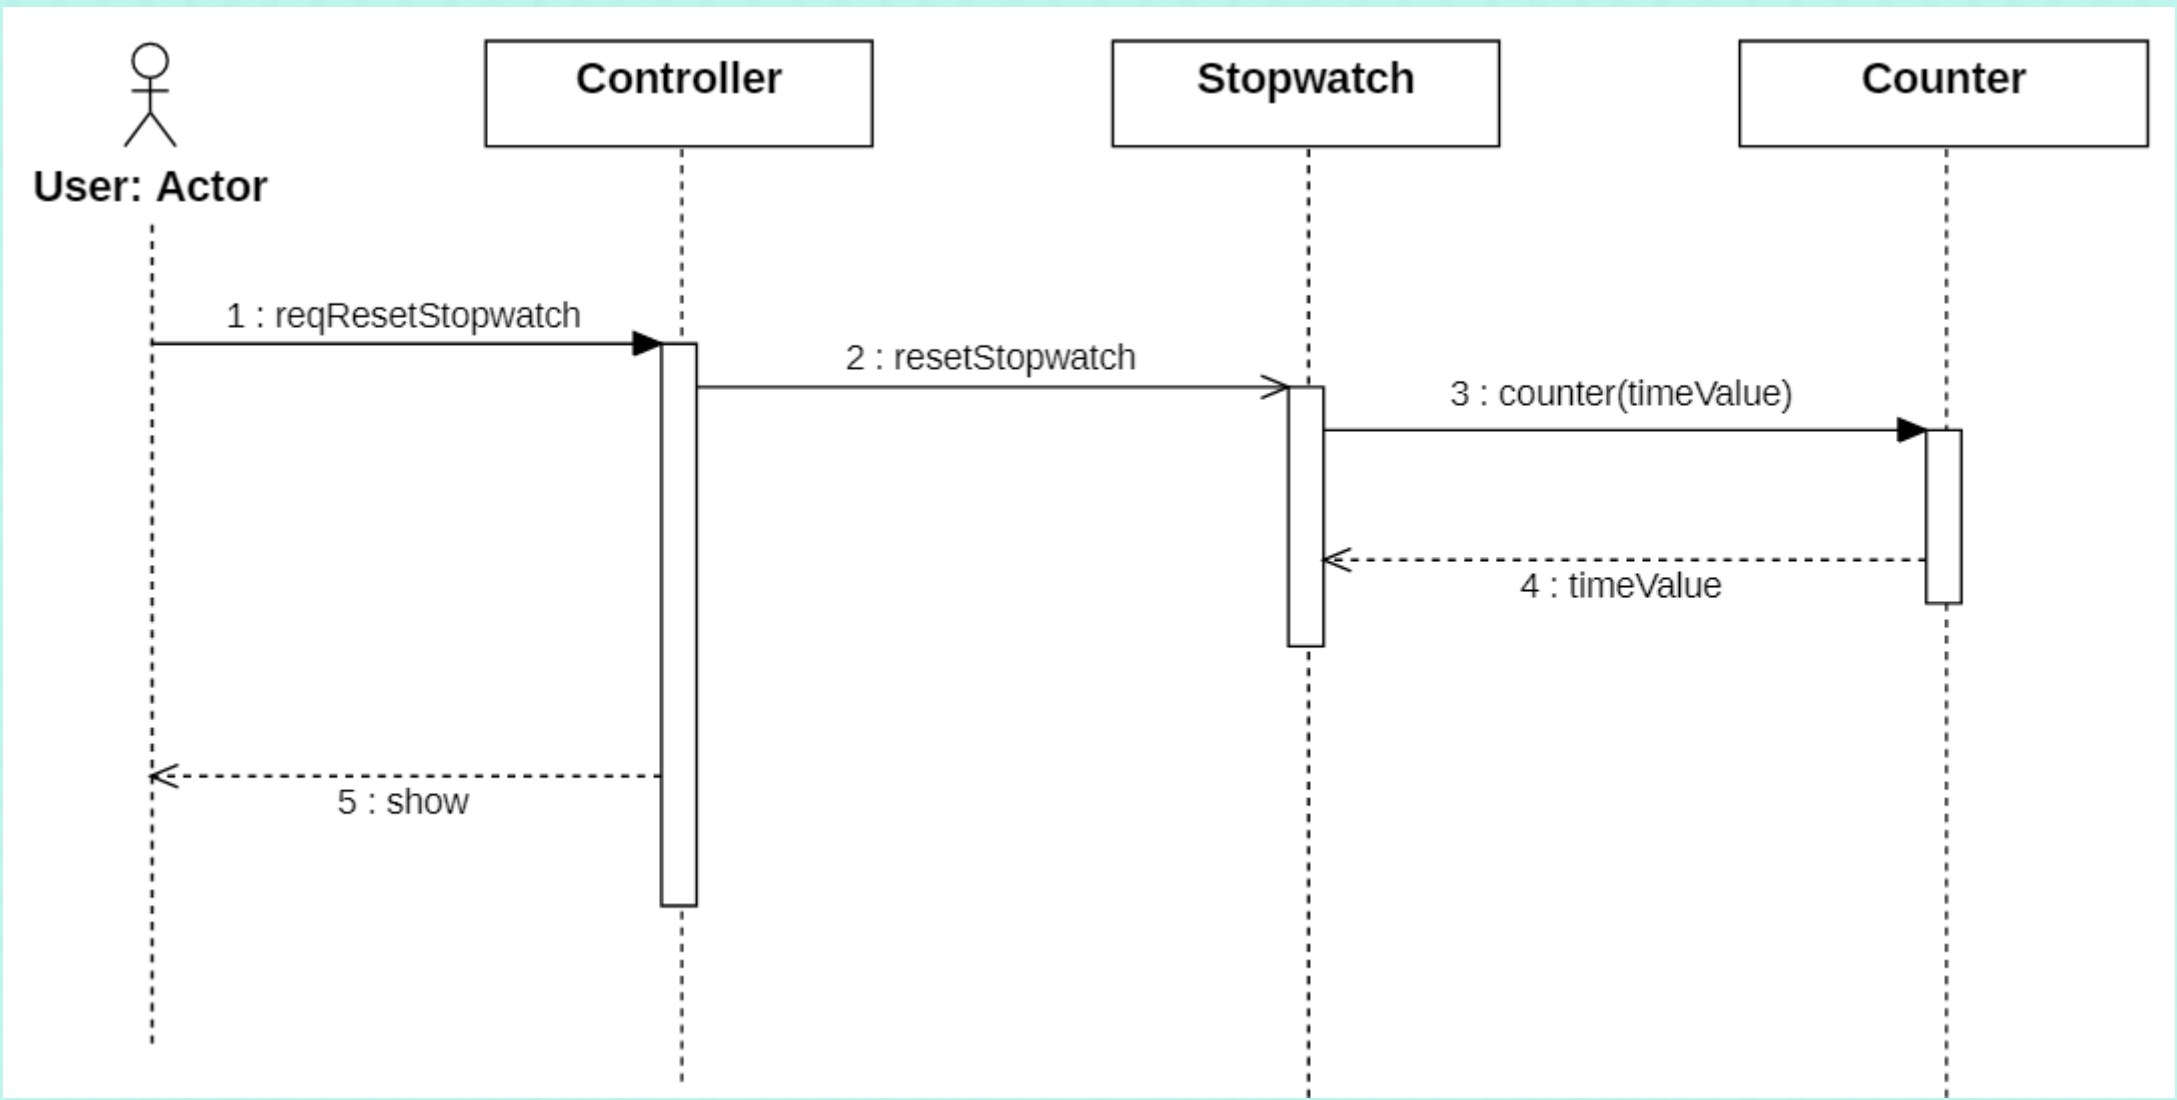 Controller
Stopwatch
Counter
User: Actor
1 : reqResetStopwatch
2 : resetStopwatch
3 : counter(timeValue)
4 : timeValue
5 : show